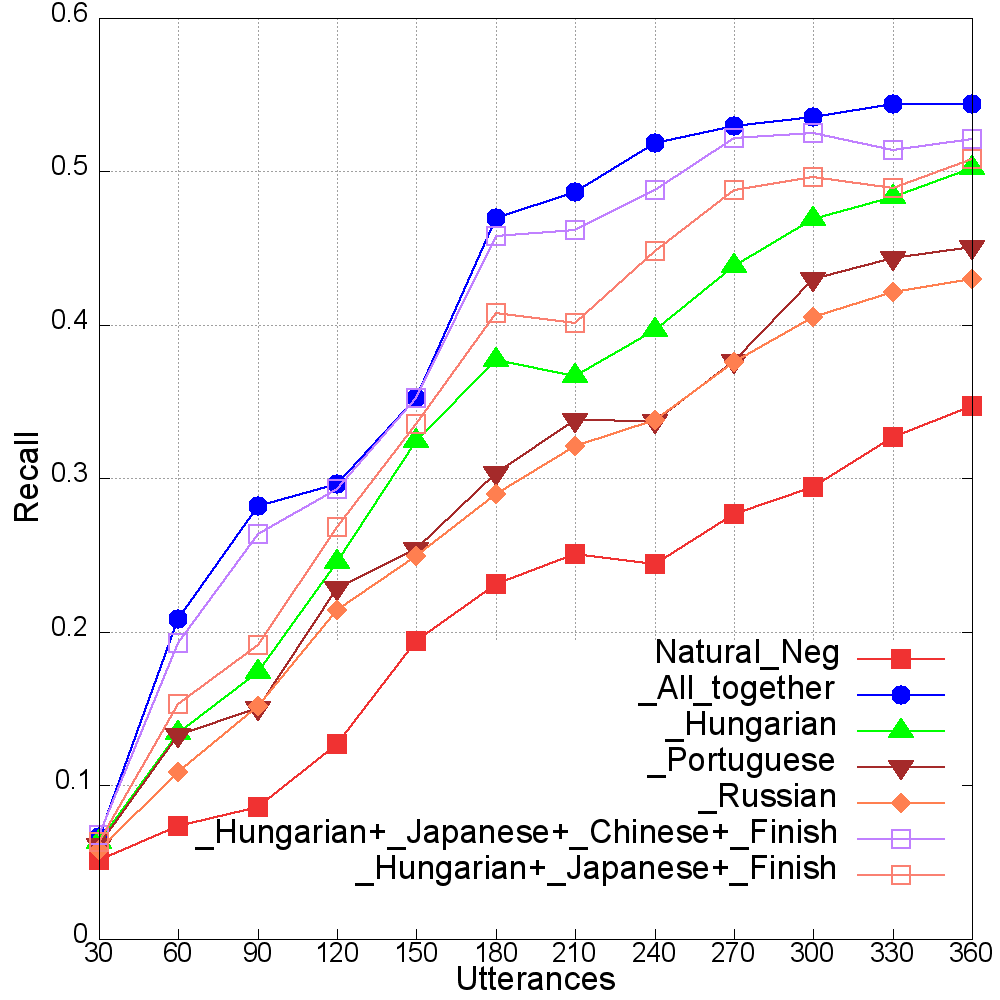 0.6
0.5
0.4
0.3
0.2
0.1
0
Recall
30 60 90 120 150 180 210 240 270 300 330 360
Utterances
Natural_Neg
_All_together
_Hungarian
_Portuguese
_Russian
_Hungarian+_Japanese+_Chinese+_Finish
_Hungarian+_Japanese+_Finish